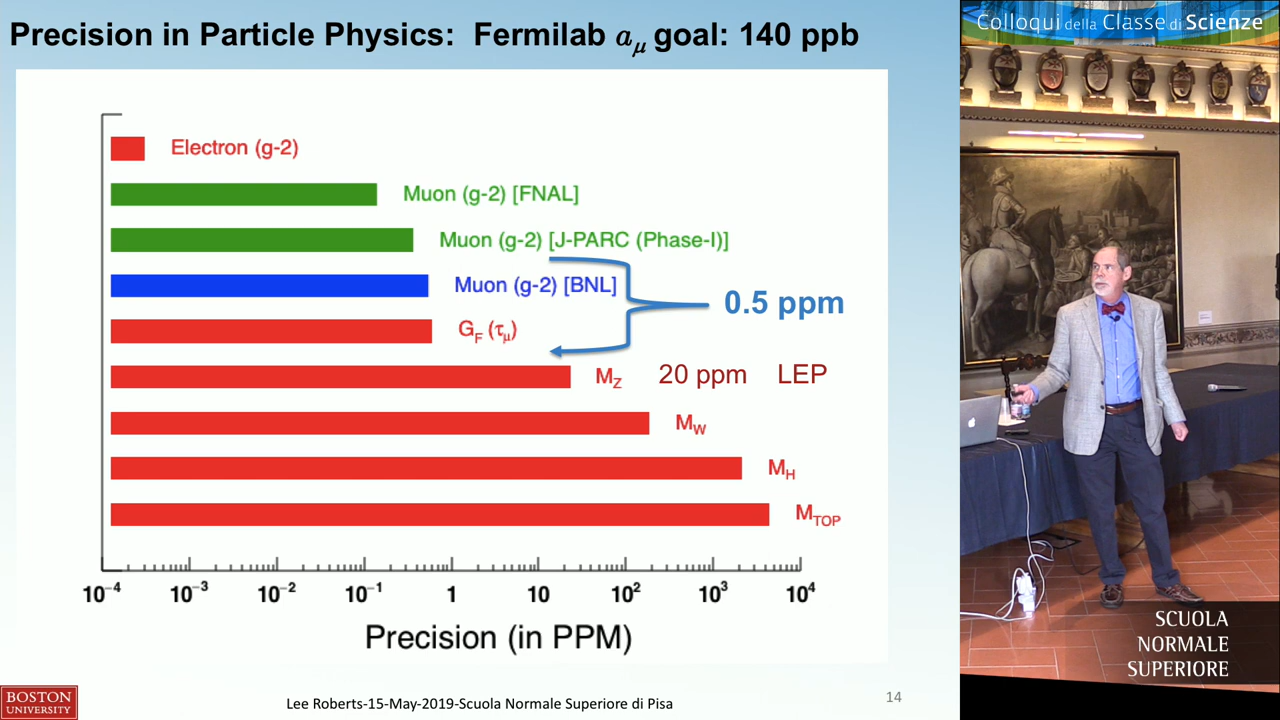 Precision in Particle Physics: Fermilab aμ goal: 140 ppb
Electron (g-2)
Muon (g-2) [FNAL]
Muon (g-2) [J-PARC (Phase-I)]
Muon (g-2) [BNL]
0.5 ppm
GF (τμ)
MZ 20 ppm LEP
MW
MH
MTOP
10⁻⁴ 10⁻³ 10⁻² 10⁻¹ 1 10 10² 10³ 10⁴
Precision (in PPM)
BOSTON
UNIVERSITY
Lee Roberts-15-May-2019-Scuola Normale Superiore di Pisa
14
Colloqui della Classe di Scienze
SCUOLA
NORMALE
SUPERIORE